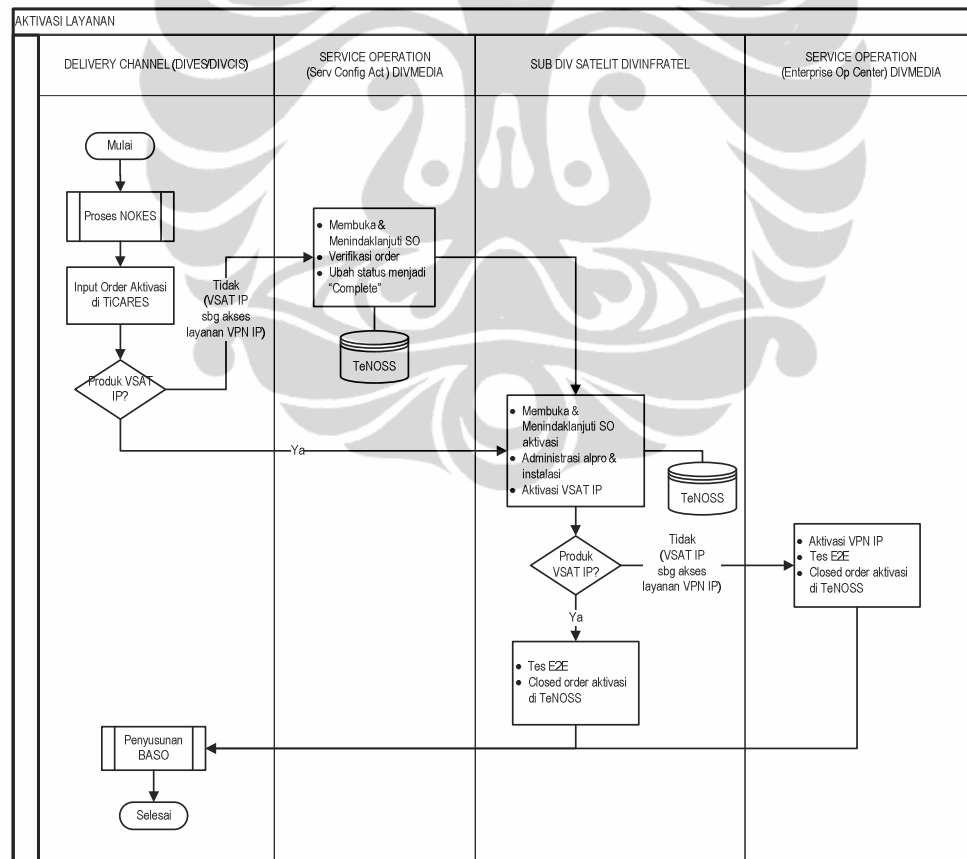 AKTIVASI LAYANAN
DELIVERY CHANNEL (DIVES/DIVCIS)
SERVICE OPERATION
(Serv Config Act) DIVMEDIA
SUB DIV SATELIT DIVINFRATEL
SERVICE OPERATION
(Enterprise Op Center) DIVMEDIA
Mulai
Proses NOKES
Input Order Aktivasi
di TiCARES
Produk VSAT
IP?
Tidak
(VSAT IP
sbg akses
layanan VPN IP)
• Membuka &
Menindaklanjuti SO
• Verifikasi order
• Ubah status menjadi
“Complete”
TeNOSS
Ya
• Membuka &
Menindaklanjuti SO
aktivasi
• Administrasi alpro &
instalasi
• Aktivasi VSAT IP
TeNOSS
Produk
VSAT IP?
Tidak
(VSAT IP
sbg akses
layanan VPN IP)
• Aktivasi VPN IP
• Tes E2E
• Closed order aktivasi
di TeNOSS
Ya
• Tes E2E
• Closed order aktivasi
di TeNOSS
Penyusunan
BASO
Selesai